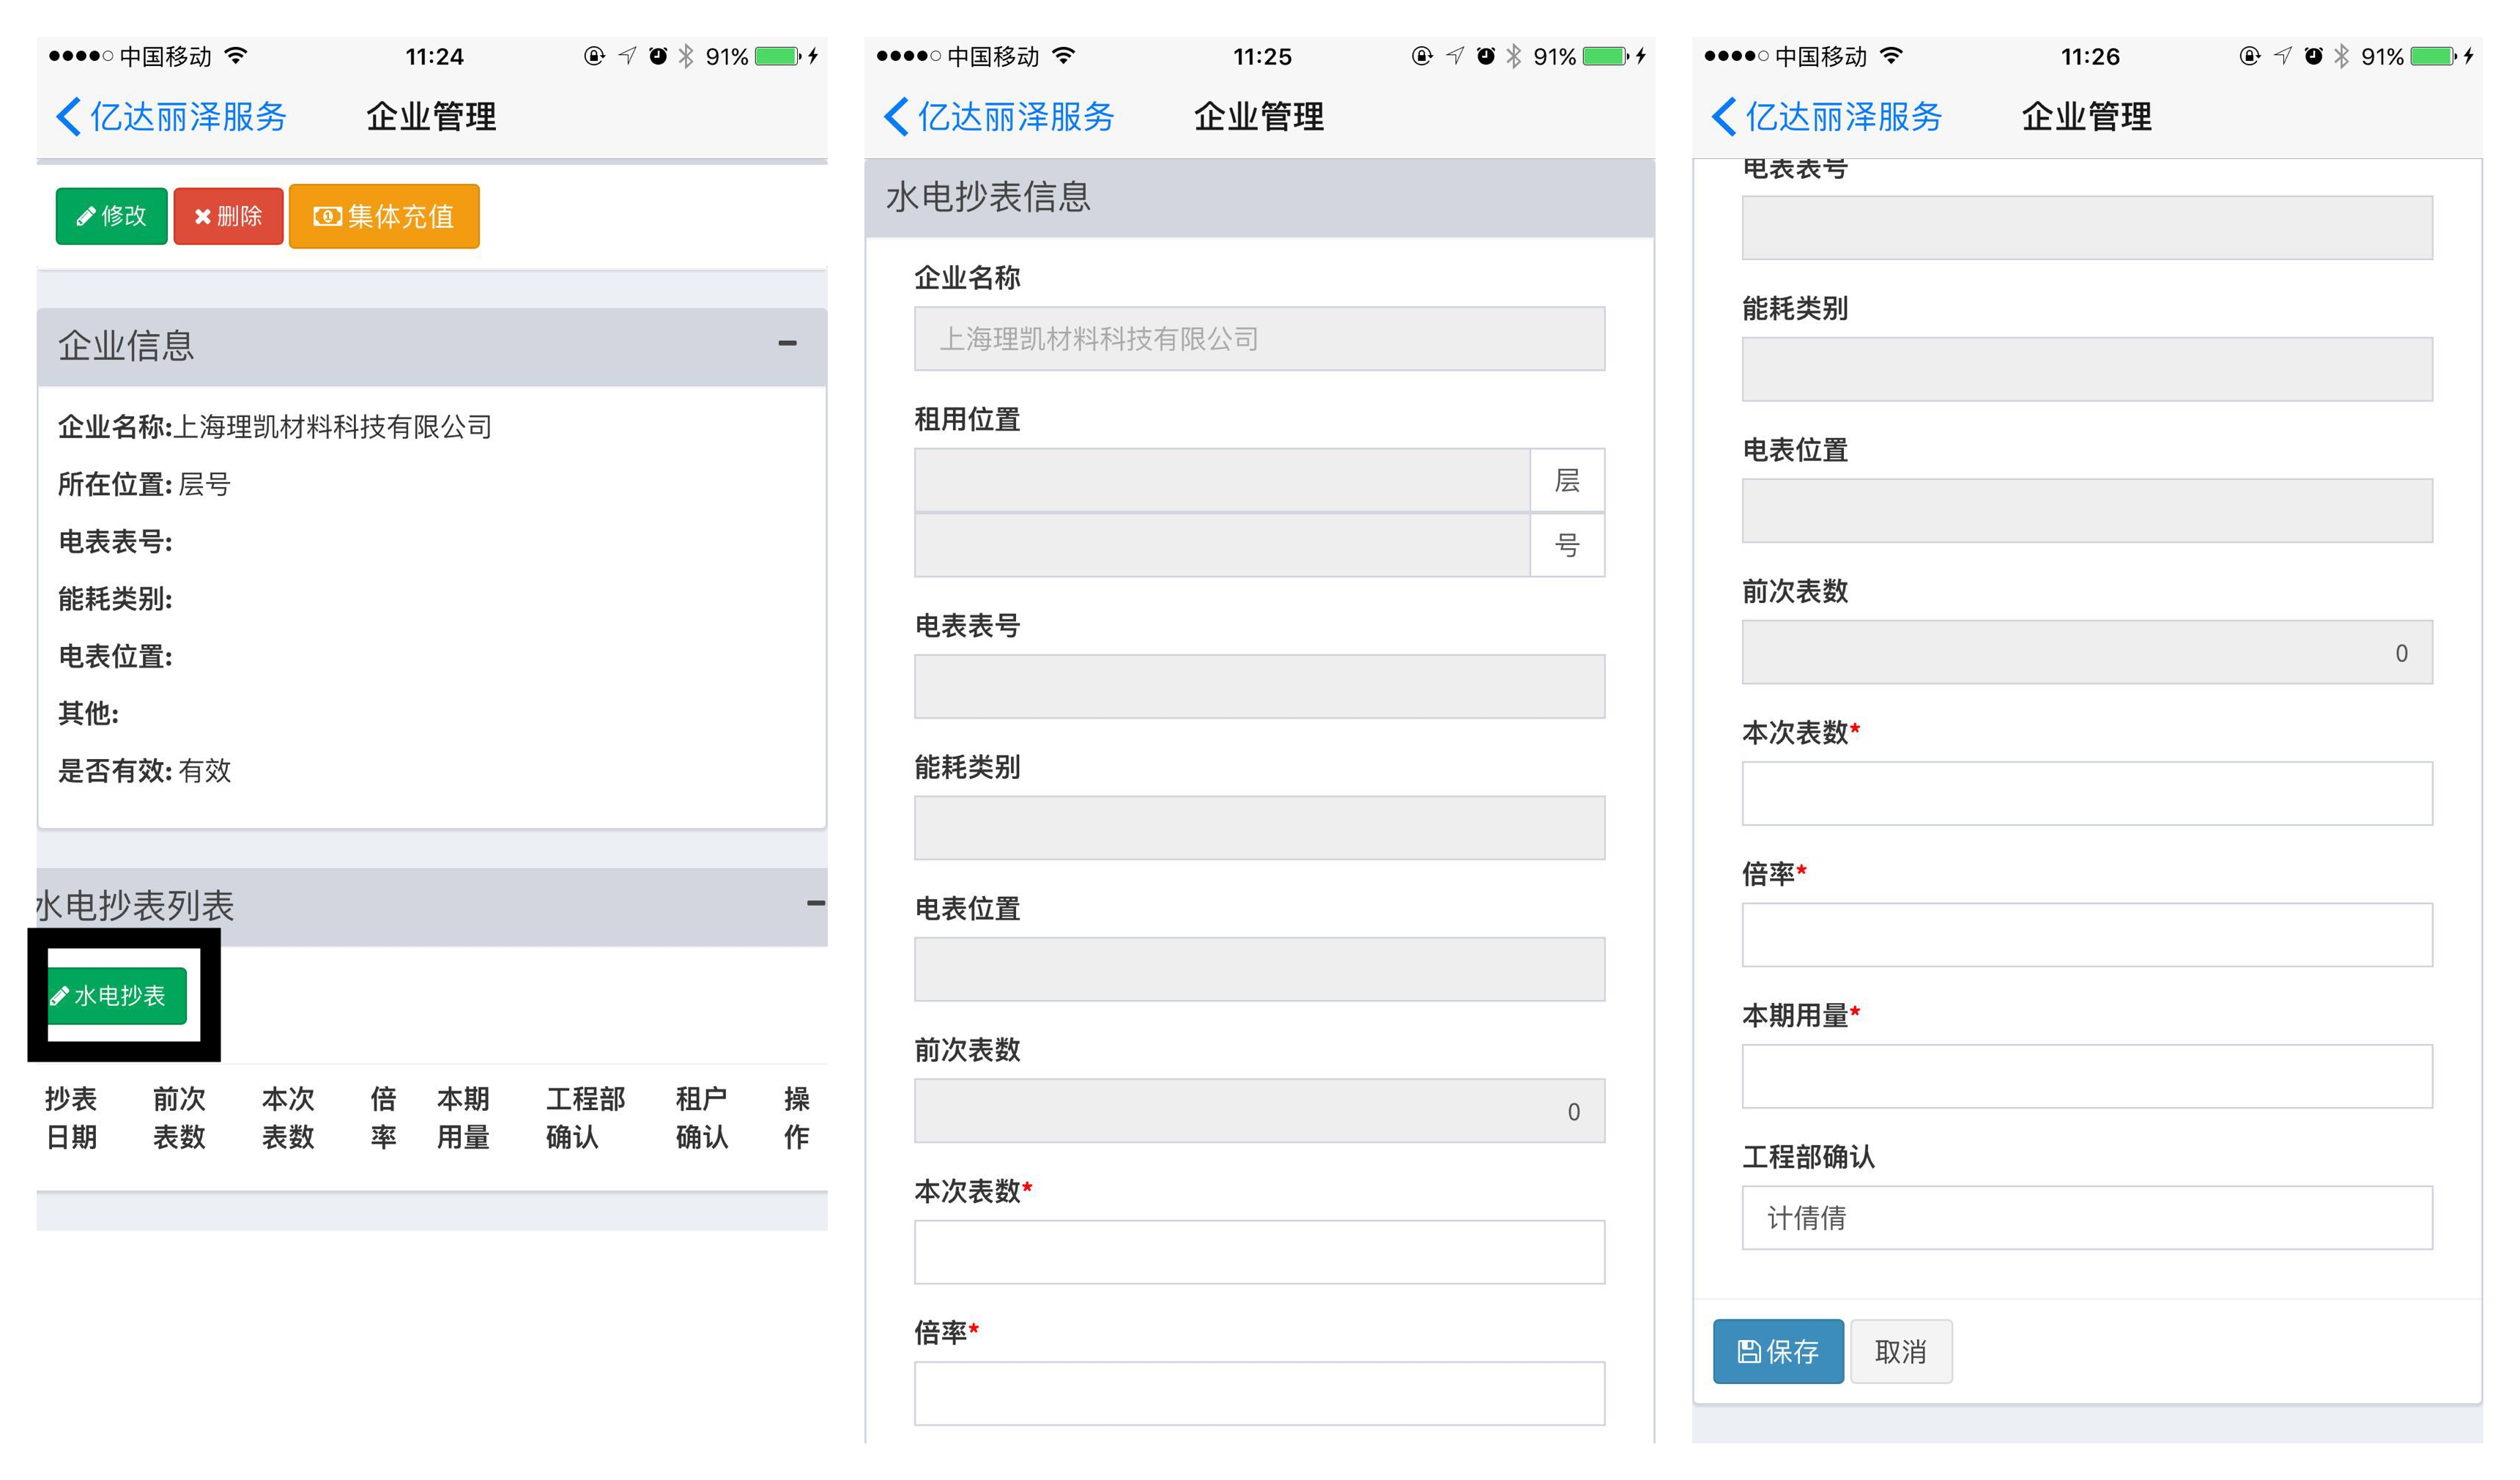 中国移动 11:24 91%
亿达丽泽服务 企业管理
修改 删除 集体充值
企业信息
企业名称:上海理凯材料科技有限公司
所在位置: 层号
电表表号:
能耗类别:
电表位置:
其他:
是否有效: 有效
水电抄表列表
水电抄表
抄表日期 前次表数 本次表数 倍率 本期用量 工程部确认 租户确认 操作
中国移动 11:25 91%
亿达丽泽服务 企业管理
水电抄表信息
企业名称
上海理凯材料科技有限公司
租用位置
层
号
电表表号
能耗类别
电表位置
前次表数
0
本次表数*
倍率*
中国移动 11:26 91%
亿达丽泽服务 企业管理
电表表号
能耗类别
电表位置
前次表数
0
本次表数*
倍率*
本期用量*
工程部确认
计倩倩
保存 取消